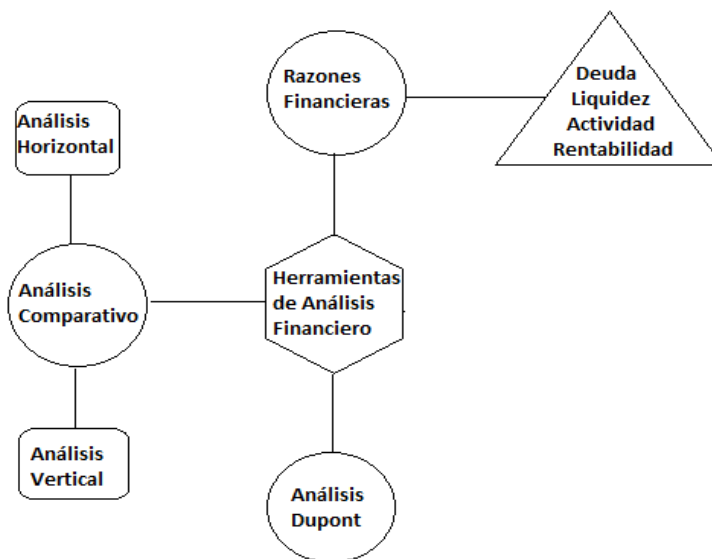 Razones
Financieras
Deuda
Liquidez
Actividad
Rentabilidad
Análisis
Horizontal
Análisis
Comparativo
Herramientas
de Análisis
Financiero
Análisis
Vertical
Análisis
Dupont